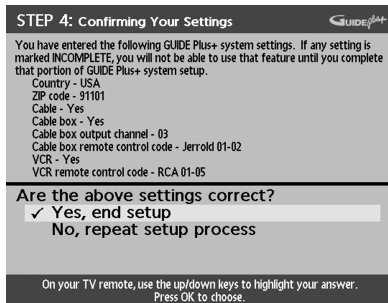 STEP 4: Confirming Your Settings
GUIDE plus+
You have entered the following GUIDE Plus+ system settings. If any setting is
marked INCOMPLETE, you will not be able to use that feature until you complete
that portion of GUIDE Plus+ system setup.
Country - USA
ZIP code - 91101
Cable - Yes
Cable box - Yes
Cable box output channel - 03
Cable box remote control code - Jerrold 01-02
VCR - Yes
VCR remote control code - RCA 01-05
Are the above settings correct?
✓ Yes, end setup
No, repeat setup process
On your TV remote, use the up/down keys to highlight your answer.
Press OK to choose.